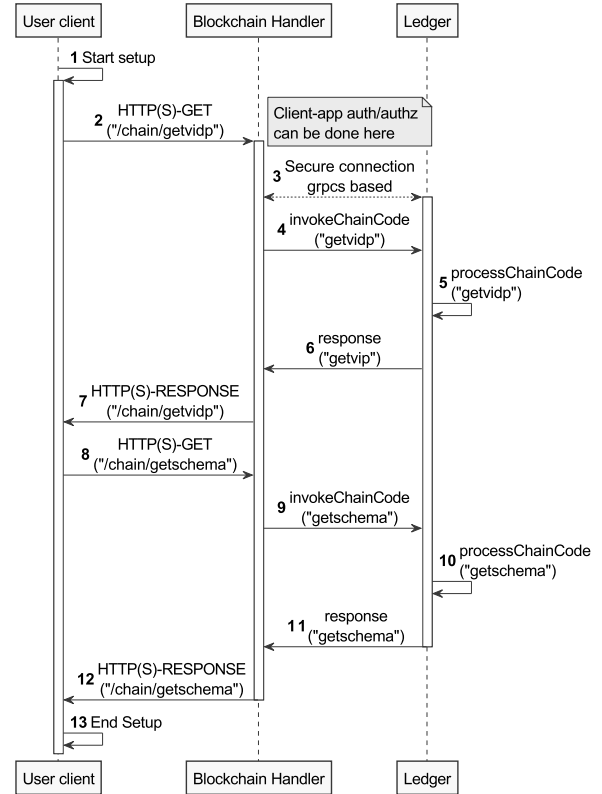 User client
Blockchain Handler
Ledger
1 Start setup
HTTP(S)-GET
2 ("/chain/getvidp")
Client-app auth/authz
can be done here
3 Secure connection
grpcs based
4 invokeChainCode
("getvidp")
5 processChainCode
("getvidp")
6 response
("getvip")
7 HTTP(S)-RESPONSE
("/chain/getvidp")
8 HTTP(S)-GET
("/chain/getschema")
9 invokeChainCode
("getschema")
10 processChainCode
("getschema")
11 response
("getschema")
12 HTTP(S)-RESPONSE
("/chain/getschema")
13 End Setup
User client
Blockchain Handler
Ledger